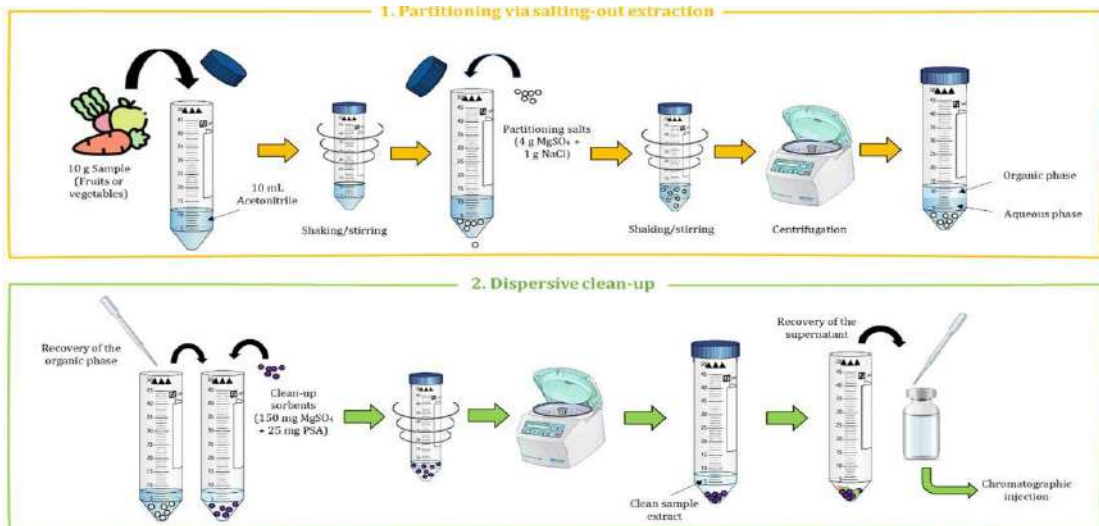 1. Partitioning via salting-out extraction
10 g Sample
(Fruits or
vegetables)
10 mL
Acetonitrile
Shaking/stirring
Partitioning salts
(4 g MgSO₄ +
1 g NaCl)
Shaking/stirring
Centrifugation
Organic phase
Aqueous phase
2. Dispersive clean-up
Recovery of the
organic phase
Clean-up
sorbents
(150 mg MgSO₄
+ 25 mg PSA)
Clean sample
extract
Recovery of the
supernatant
Chromatographic
injection